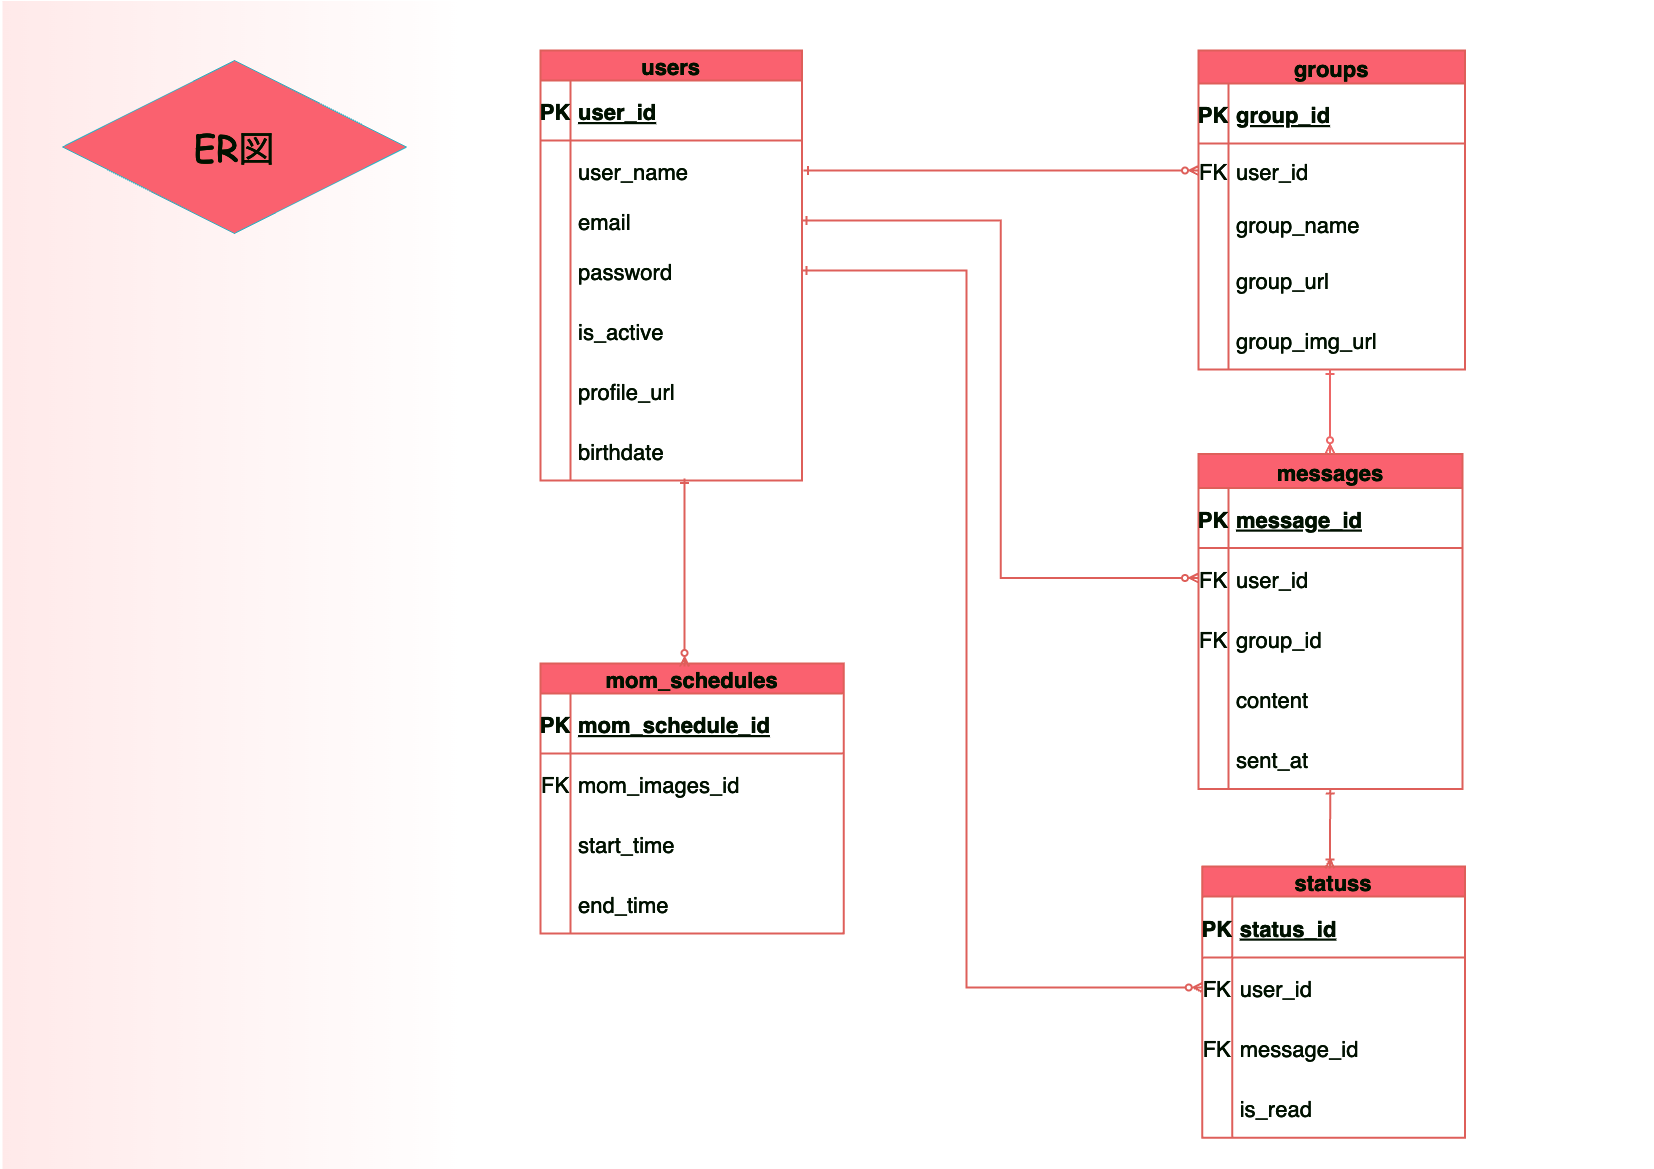 ER図
users
PK user_id
user_name
email
password
is_active
profile_url
birthdate
mom_schedules
PK mom_schedule_id
FK mom_images_id
start_time
end_time
groups
PK group_id
FK user_id
group_name
group_url
group_img_url
messages
PK message_id
FK user_id
FK group_id
content
sent_at
statuss
PK status_id
FK user_id
FK message_id
is_read